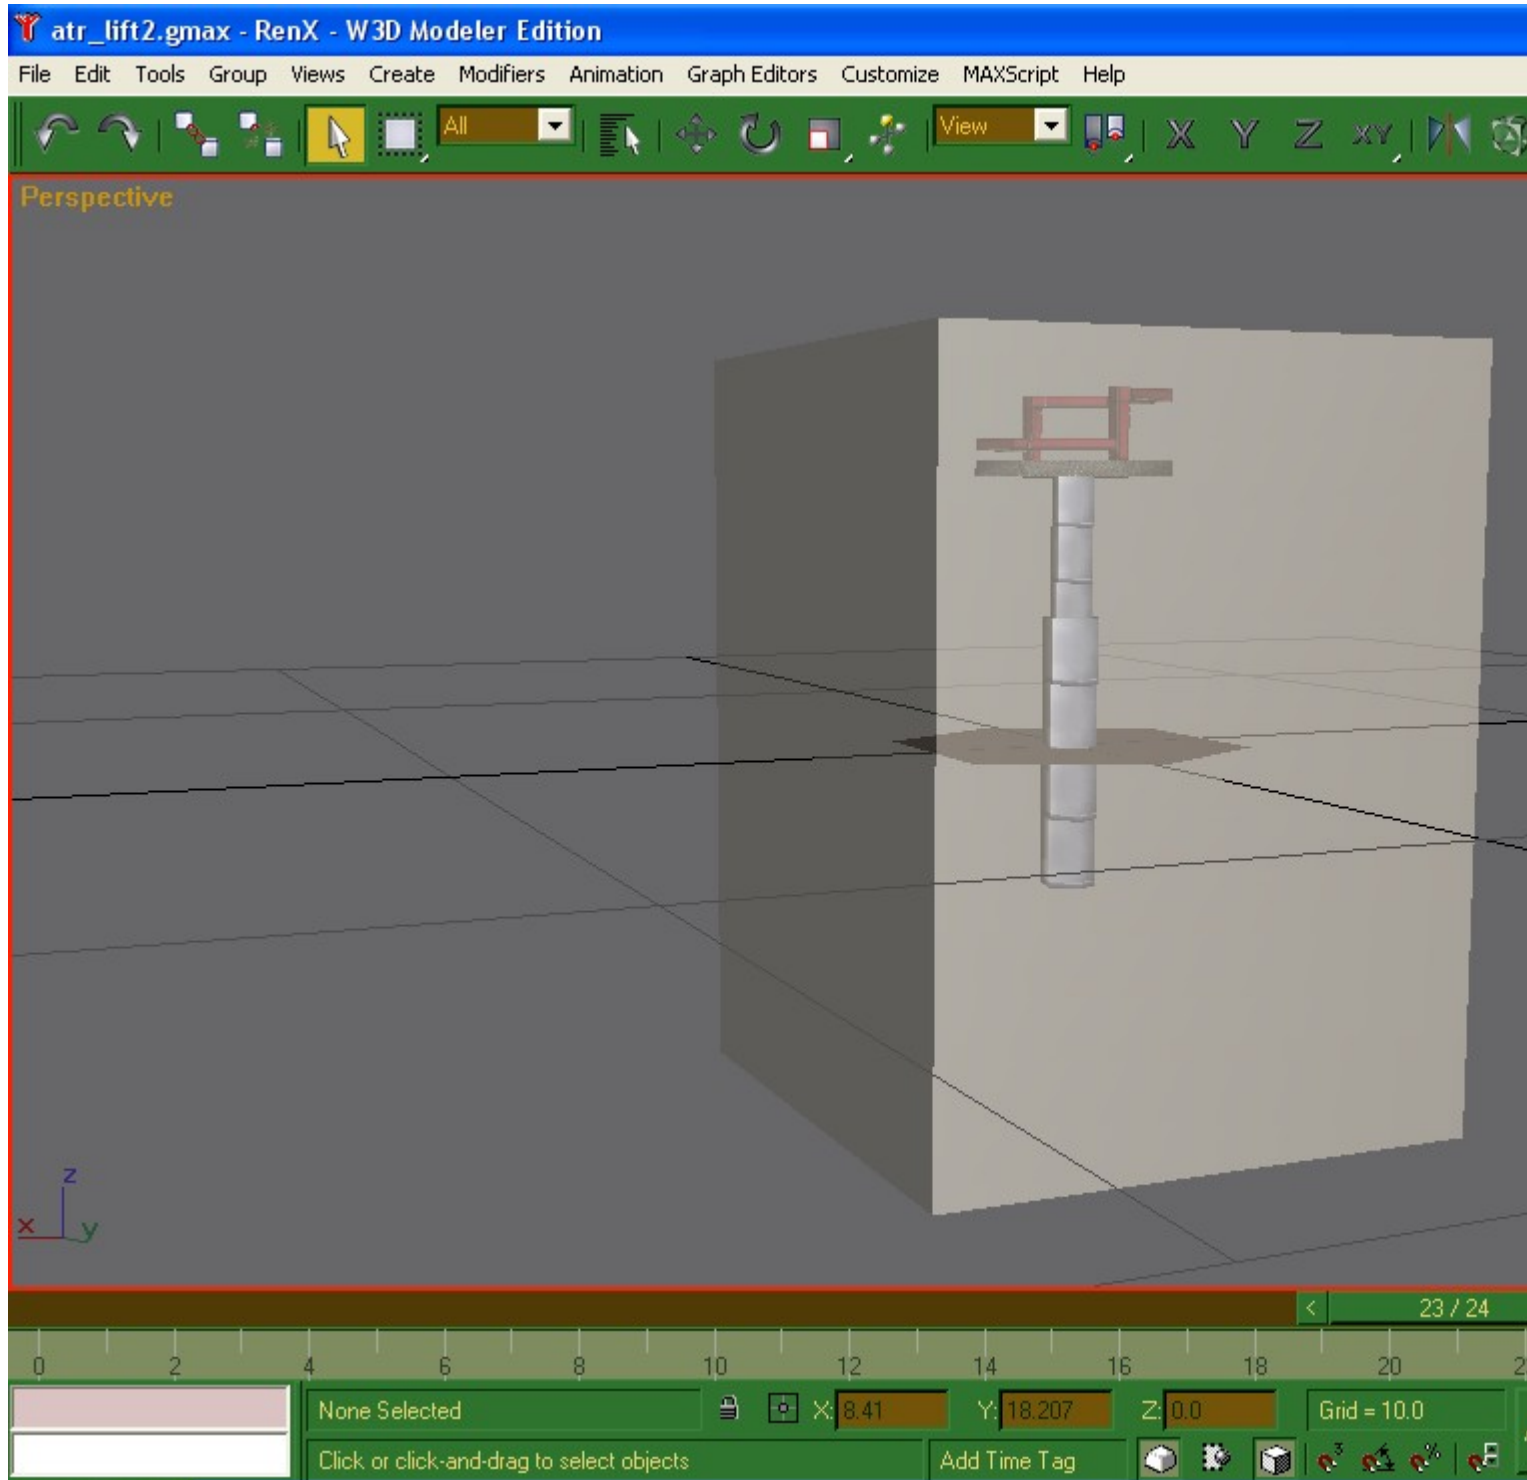 atr_lift2.gmax - RenX - W3D Modeler Edition
File Edit Tools Group Views Create Modifiers Animation Graph Editors Customize MAXScript Help
All View X Y Z XY
Perspective
z
x y
< 23 / 24
0 2 4 6 8 10 12 14 16 18 20 2
None Selected X: 8.41 Y: 18.207 Z: 0.0 Grid = 10.0
Click or click-and-drag to select objects Add Time Tag 3 %